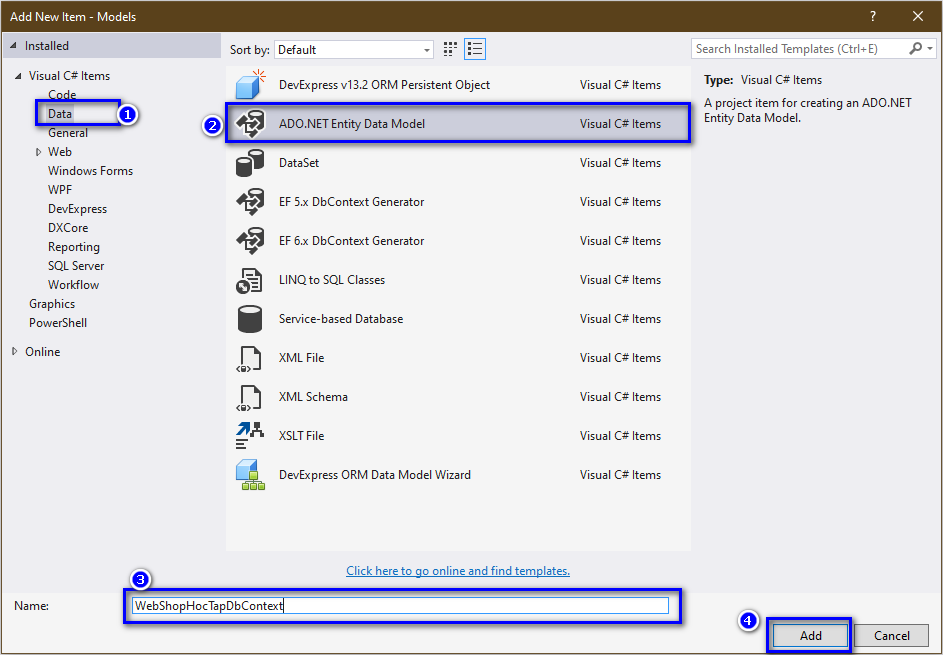 Add New Item - Models
? 
Installed
Sort by: Default
Search Installed Templates (Ctrl+E)
Visual C# Items
Code
Data
1
General
Web
Windows Forms
WPF
DevExpress
DXCore
Reporting
SQL Server
Workflow
Graphics
PowerShell
Online
DevExpress v13.2 ORM Persistent Object Visual C# Items
2
ADO.NET Entity Data Model Visual C# Items
DataSet Visual C# Items
EF 5.x DbContext Generator Visual C# Items
EF 6.x DbContext Generator Visual C# Items
LINQ to SQL Classes Visual C# Items
Service-based Database Visual C# Items
XML File Visual C# Items
XML Schema Visual C# Items
XSLT File Visual C# Items
DevExpress ORM Data Model Wizard Visual C# Items
Click here to go online and find templates.
Type: Visual C# Items
A project item for creating an ADO.NET
Entity Data Model.
3
Name: WebShopHocTapDbContext
4
Add Cancel